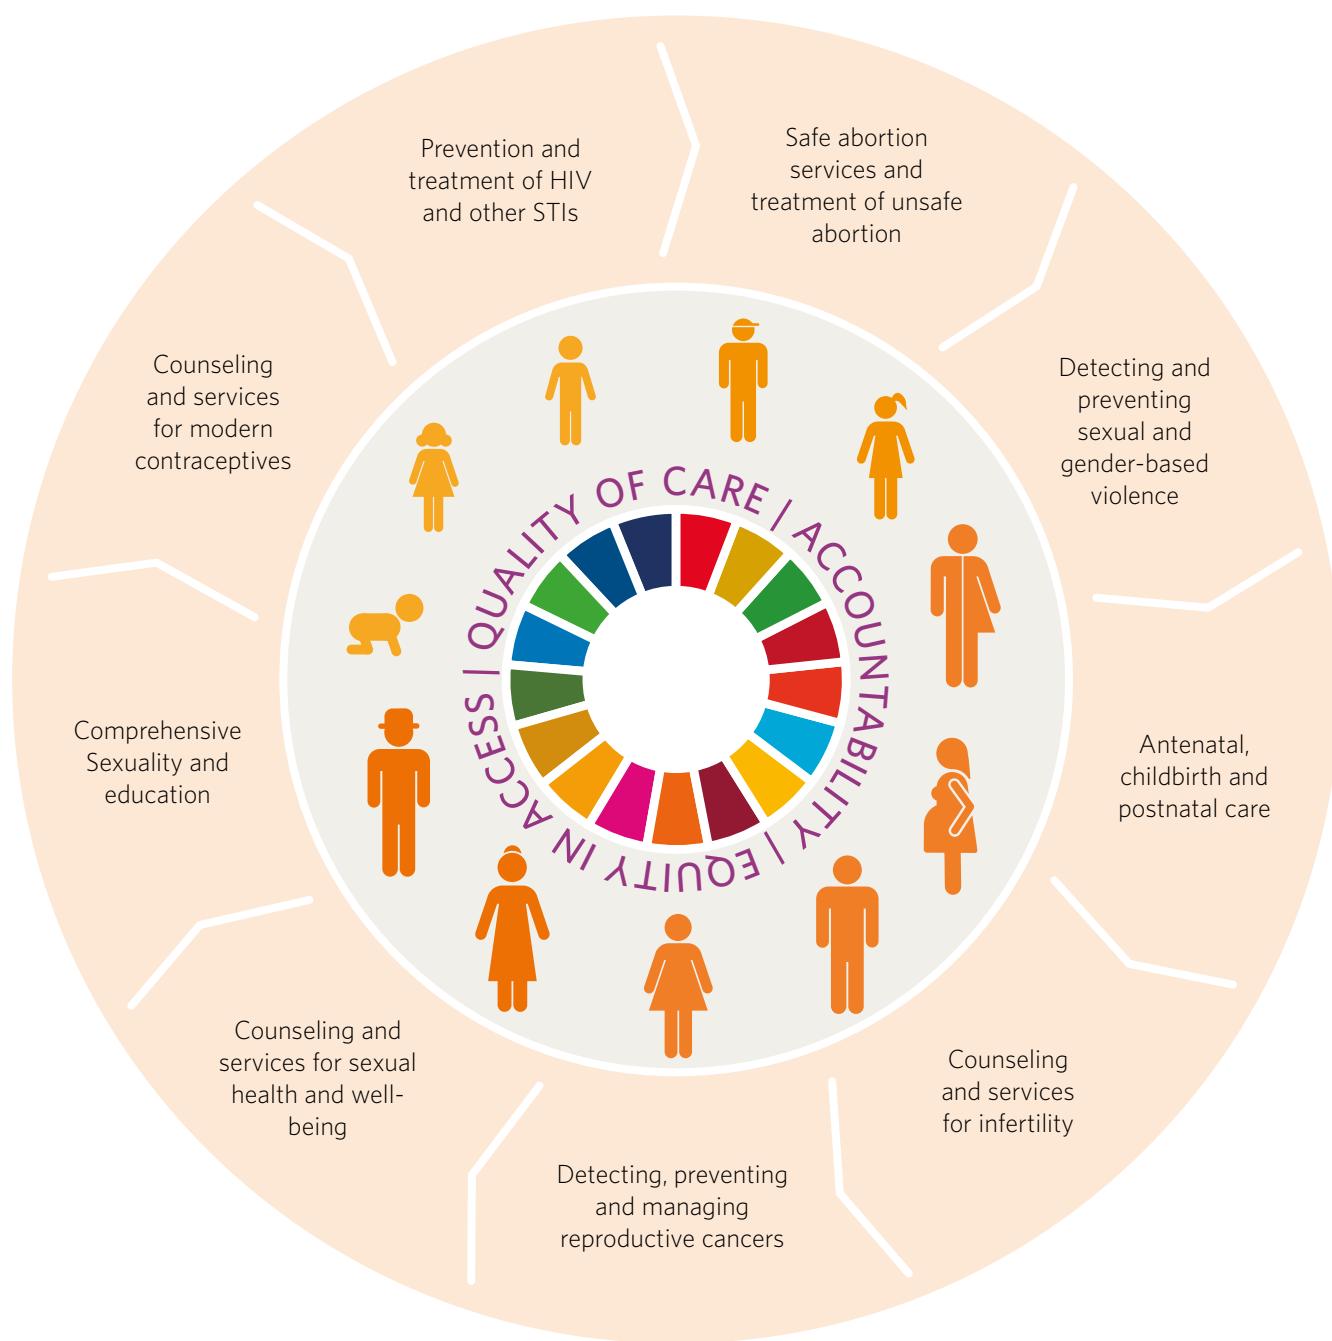 Prevention and
treatment of HIV
and other STIs
Safe abortion
services and
treatment of unsafe
abortion
Detecting and
preventing
sexual and
gender-based
violence
Antenatal,
childbirth and
postnatal care
Counseling
and services
for infertility
Detecting, preventing
and managing
reproductive cancers
Counseling and
services for sexual
health and well-
being
Comprehensive
Sexuality and
education
Counseling
and services
for modern
contraceptives
QUALITY OF CARE | ACCOUNTABILITY | EQUITY IN ACCESS |